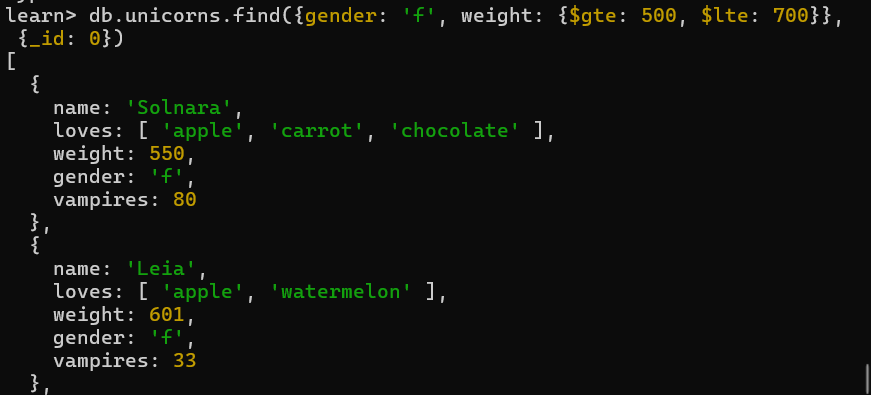 learn> db.unicorns.find({gender: 'f', weight: {$gte: 500, $lte: 700}},
 {_id: 0})
[
  {
    name: 'Solnara',
    loves: [ 'apple', 'carrot', 'chocolate' ],
    weight: 550,
    gender: 'f',
    vampires: 80
  },
  {
    name: 'Leia',
    loves: [ 'apple', 'watermelon' ],
    weight: 601,
    gender: 'f',
    vampires: 33
  },